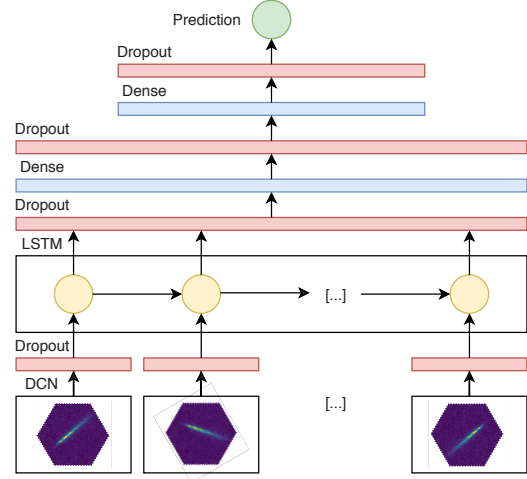 Prediction
Dropout
Dense
Dropout
Dense
Dropout
LSTM
[...]
Dropout
DCN
[...]